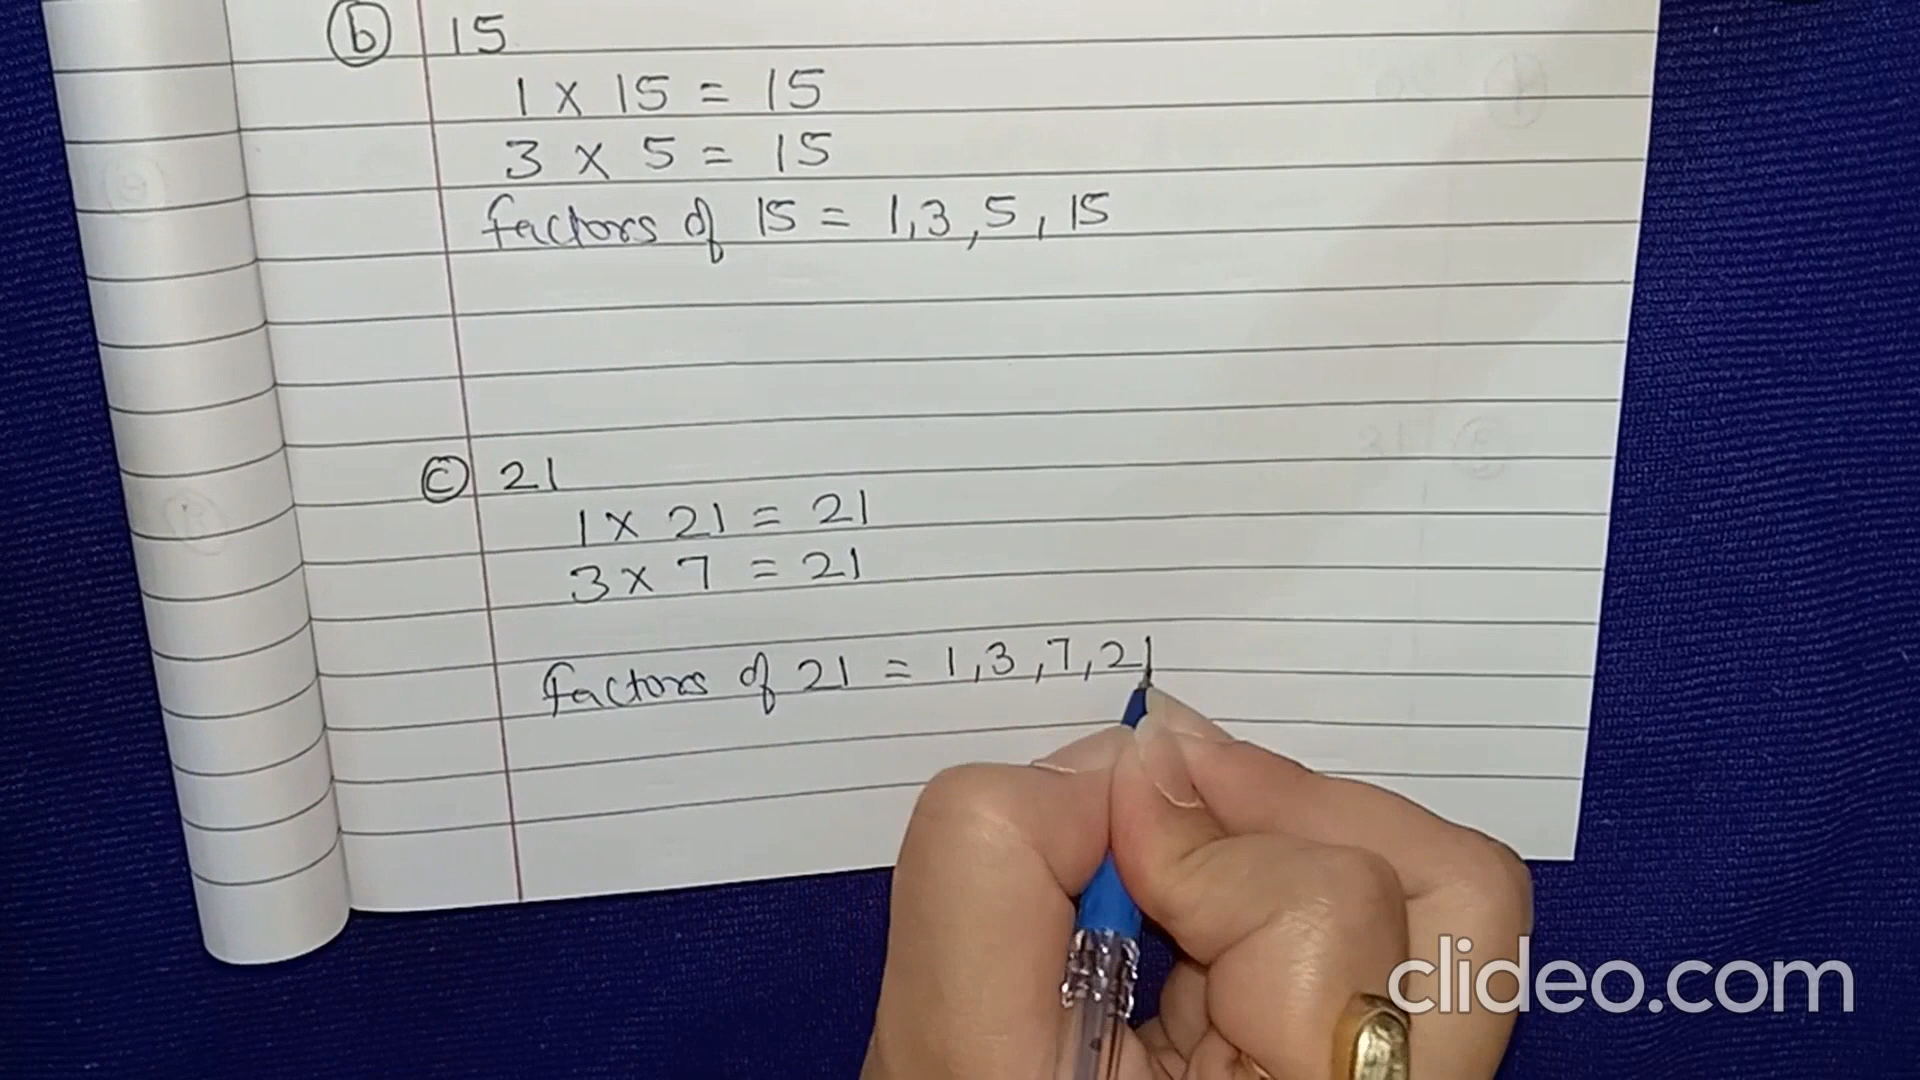 b 15
1 × 15 = 15
3 × 5 = 15
factors of 15 = 1,3,5,15
c 21
1 × 21 = 21
3 × 7 = 21
factors of 21 = 1,3,7,21
clideo.com